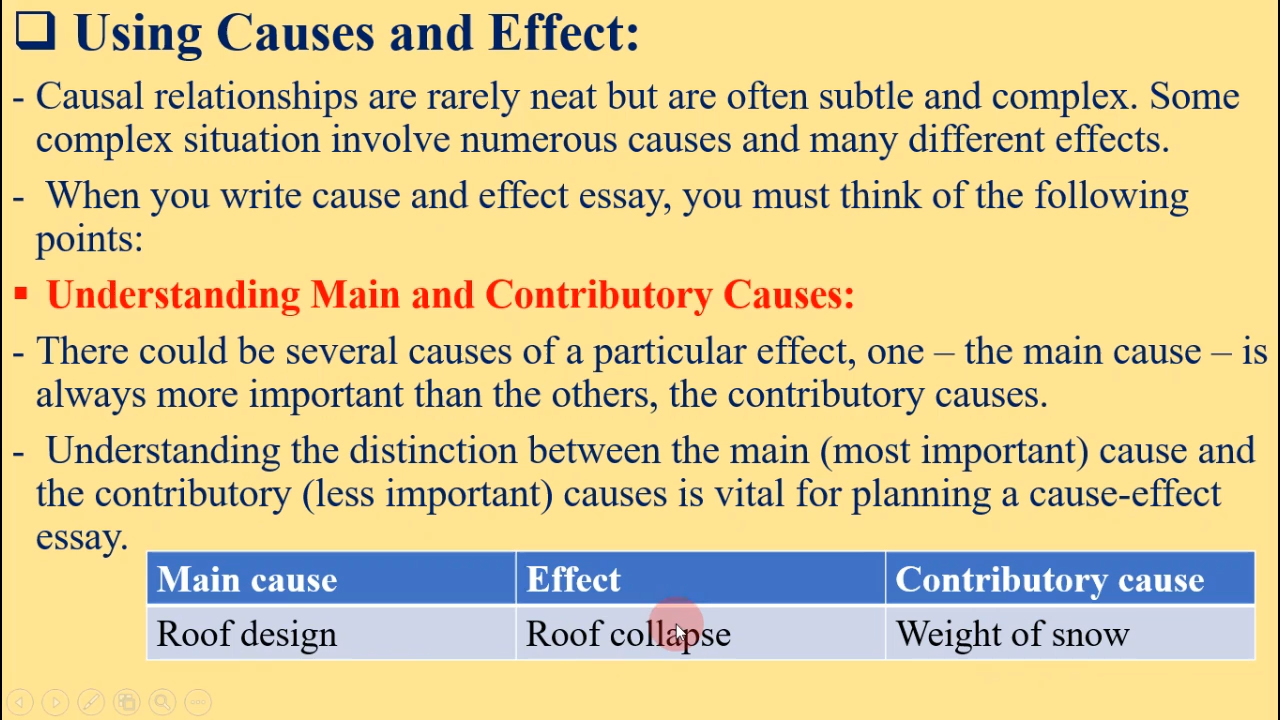 ❑ Using Causes and Effect:
- Causal relationships are rarely neat but are often subtle and complex. Some
complex situation involve numerous causes and many different effects.
- When you write cause and effect essay, you must think of the following
points:
▪ Understanding Main and Contributory Causes:
- There could be several causes of a particular effect, one – the main cause – is
always more important than the others, the contributory causes.
- Understanding the distinction between the main (most important) cause and
the contributory (less important) causes is vital for planning a cause-effect
essay.
Main cause Effect Contributory cause
Roof design Roof collapse Weight of snow